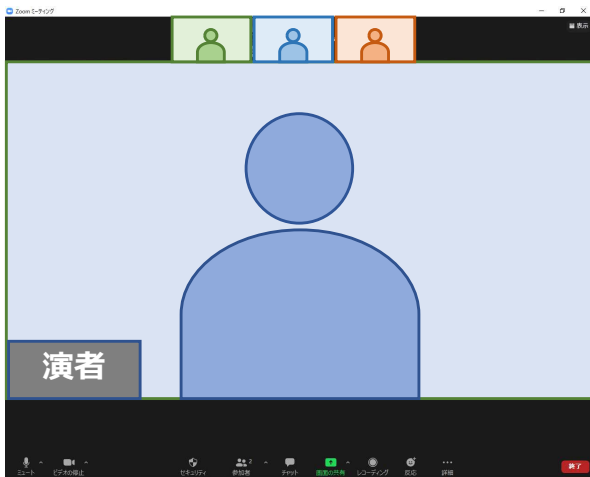 Zoom ミーティング
表示
演者
2
ミュート
ビデオの停止
セキュリティ
参加者
チャット
画面の共有
レコーディング
反応
詳細
終了